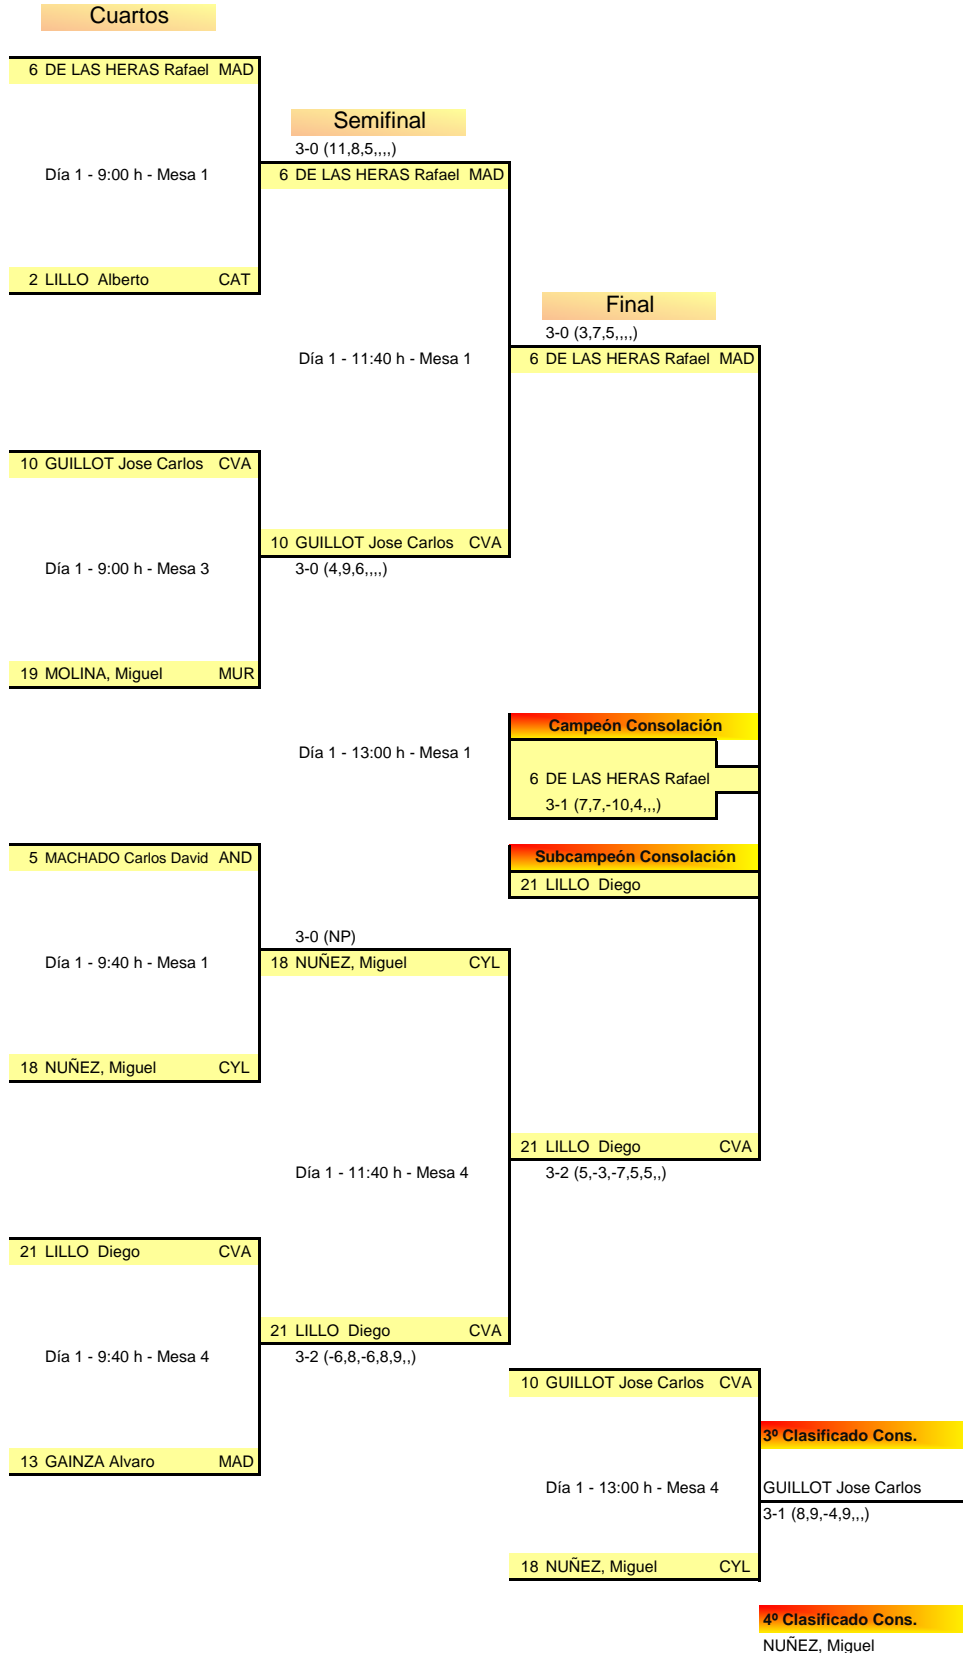 Cuartos
6 DE LAS HERAS Rafael MAD
Semifinal
3-0 (11,8,5,,,,)
Día 1 - 9:00 h - Mesa 1
6 DE LAS HERAS Rafael MAD
2 LILLO Alberto CAT
Final
3-0 (3,7,5,,,,)
Día 1 - 11:40 h - Mesa 1
6 DE LAS HERAS Rafael MAD
10 GUILLOT Jose Carlos CVA
10 GUILLOT Jose Carlos CVA
Día 1 - 9:00 h - Mesa 3
3-0 (4,9,6,,,,)
19 MOLINA, Miguel MUR
Campeón Consolación
Día 1 - 13:00 h - Mesa 1
6 DE LAS HERAS Rafael
3-1 (7,7,-10,4,,,)
5 MACHADO Carlos David AND
Subcampeón Consolación
21 LILLO Diego
3-0 (NP)
Día 1 - 9:40 h - Mesa 1
18 NUÑEZ, Miguel CYL
18 NUÑEZ, Miguel CYL
21 LILLO Diego CVA
Día 1 - 11:40 h - Mesa 4
3-2 (5,-3,-7,5,5,,)
21 LILLO Diego CVA
21 LILLO Diego CVA
Día 1 - 9:40 h - Mesa 4
3-2 (-6,8,-6,8,9,,)
10 GUILLOT Jose Carlos CVA
3º Clasificado Cons.
13 GAINZA Alvaro MAD
Día 1 - 13:00 h - Mesa 4
GUILLOT Jose Carlos
3-1 (8,9,-4,9,,,)
18 NUÑEZ, Miguel CYL
4º Clasificado Cons.
NUÑEZ, Miguel